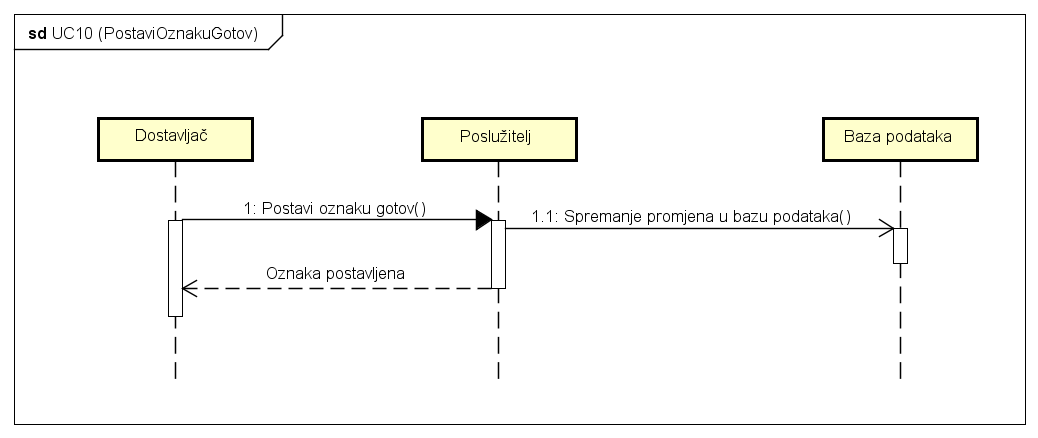 sd UC10 (PostaviOznakuGotov)
Dostavljač
Poslužitelj
Baza podataka
1: Postavi oznaku gotov()
1.1: Spremanje promjena u bazu podataka()
Oznaka postavljena